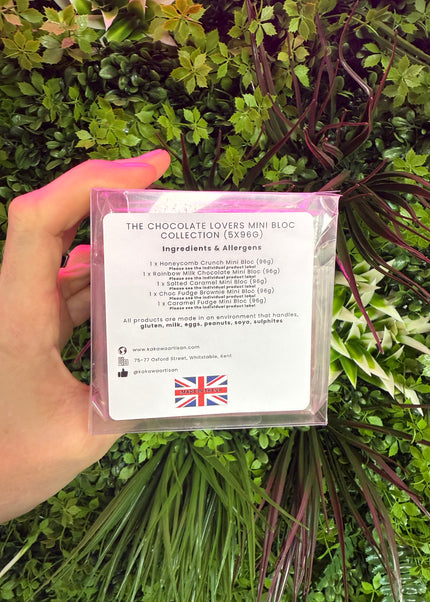 THE CHOCOLATE LOVERS MINI BLOC
COLLECTION (5X96G)
Ingredients & Allergens
1 x Honeycomb Crunch Mini Bloc (96g)
Please see the individual product label
1 x Rainbow Milk Chocolate Mini Bloc (96g)
Please see the individual product label
1 x Salted Caramel Mini Bloc (96g)
Please see the individual product label
1 x Choc Fudge Brownie Mini Bloc (96g)
Please see the individual product label
1 x Caramel Fudge Mini Bloc (96g)
Please see the individual product label
All products are made in an environment that handles,
gluten, milk, eggs, peanuts, soya, sulphites
www.kakawaartisan.com
75-77 Oxford Street, Whitstable, Kent
@kakawaartisan